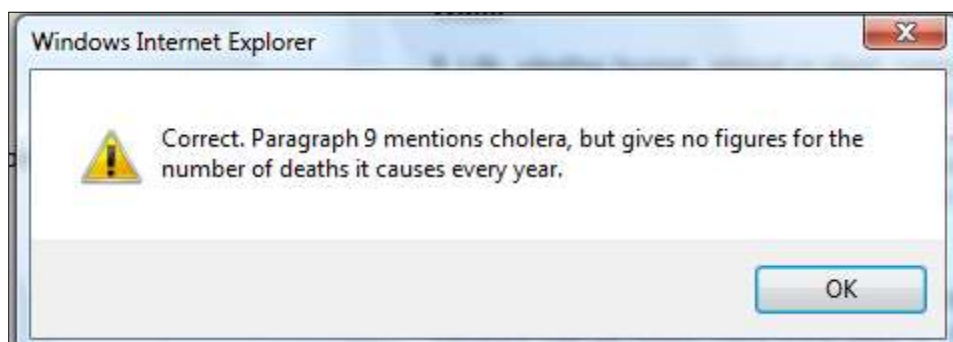 Windows Internet Explorer
Correct. Paragraph 9 mentions cholera, but gives no figures for the
number of deaths it causes every year.
OK